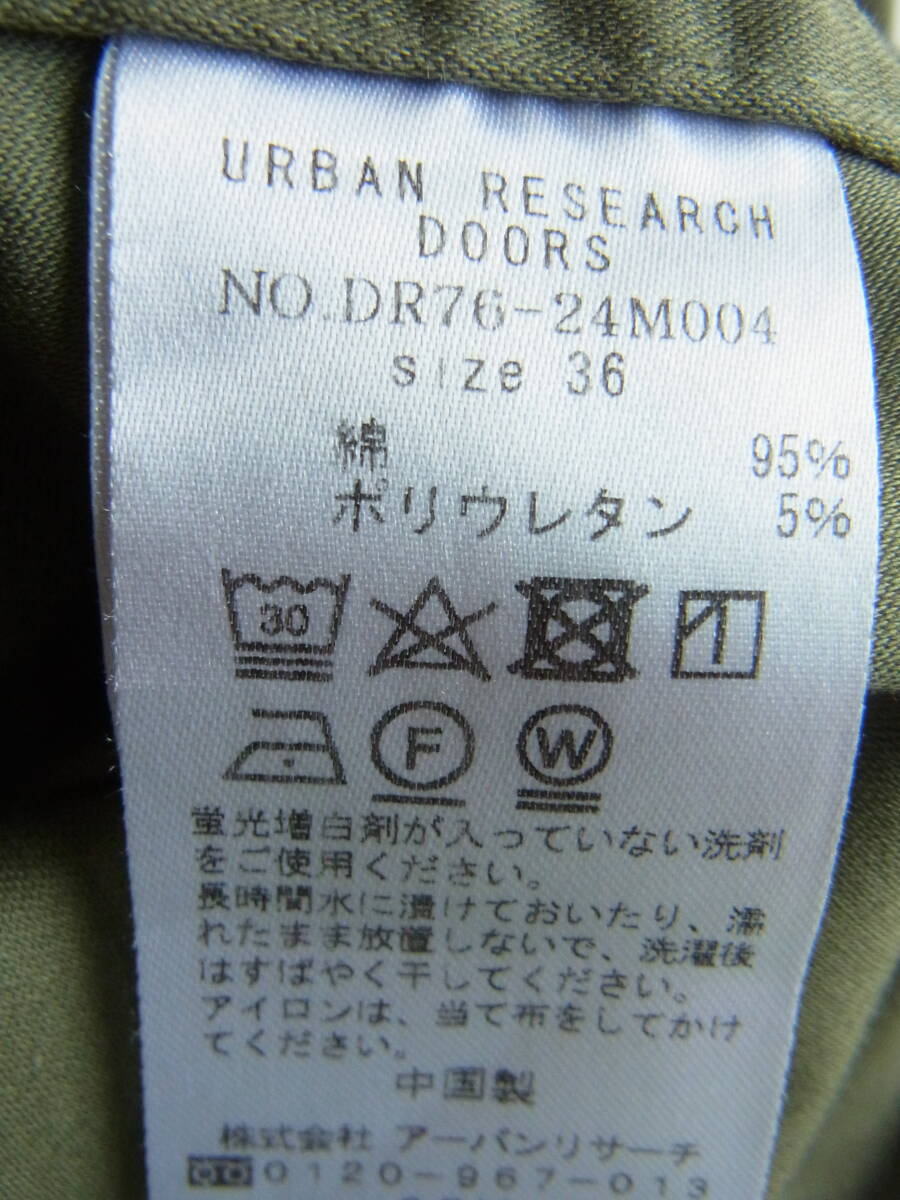 URBAN RESEARCH
DOORS
NO.DR76-24M004
size 36
綿 95%
ポリウレタン 5%
30
F W
蛍光増白剤が入っていない洗剤
をご使用ください。
長時間水に漬けておいたり、濡
れたまま放置しないで、洗濯後
はすばやく干してください。
アイロンは、当て布をしてかけ
てください。
中国製
株式会社 アーバンリサーチ
0120-967-013